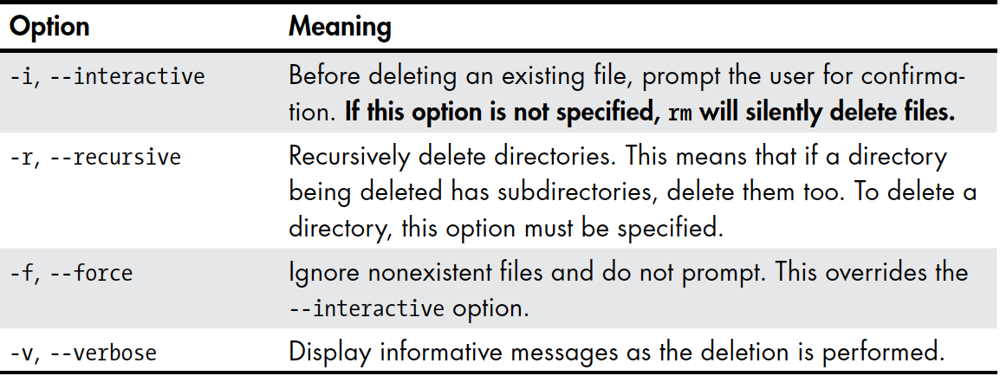 Option Meaning
-i, --interactive Before deleting an existing file, prompt the user for confirma-
tion. If this option is not specified, rm will silently delete files.
-r, --recursive Recursively delete directories. This means that if a directory
being deleted has subdirectories, delete them too. To delete a
directory, this option must be specified.
-f, --force Ignore nonexistent files and do not prompt. This overrides the
--interactive option.
-v, --verbose Display informative messages as the deletion is performed.